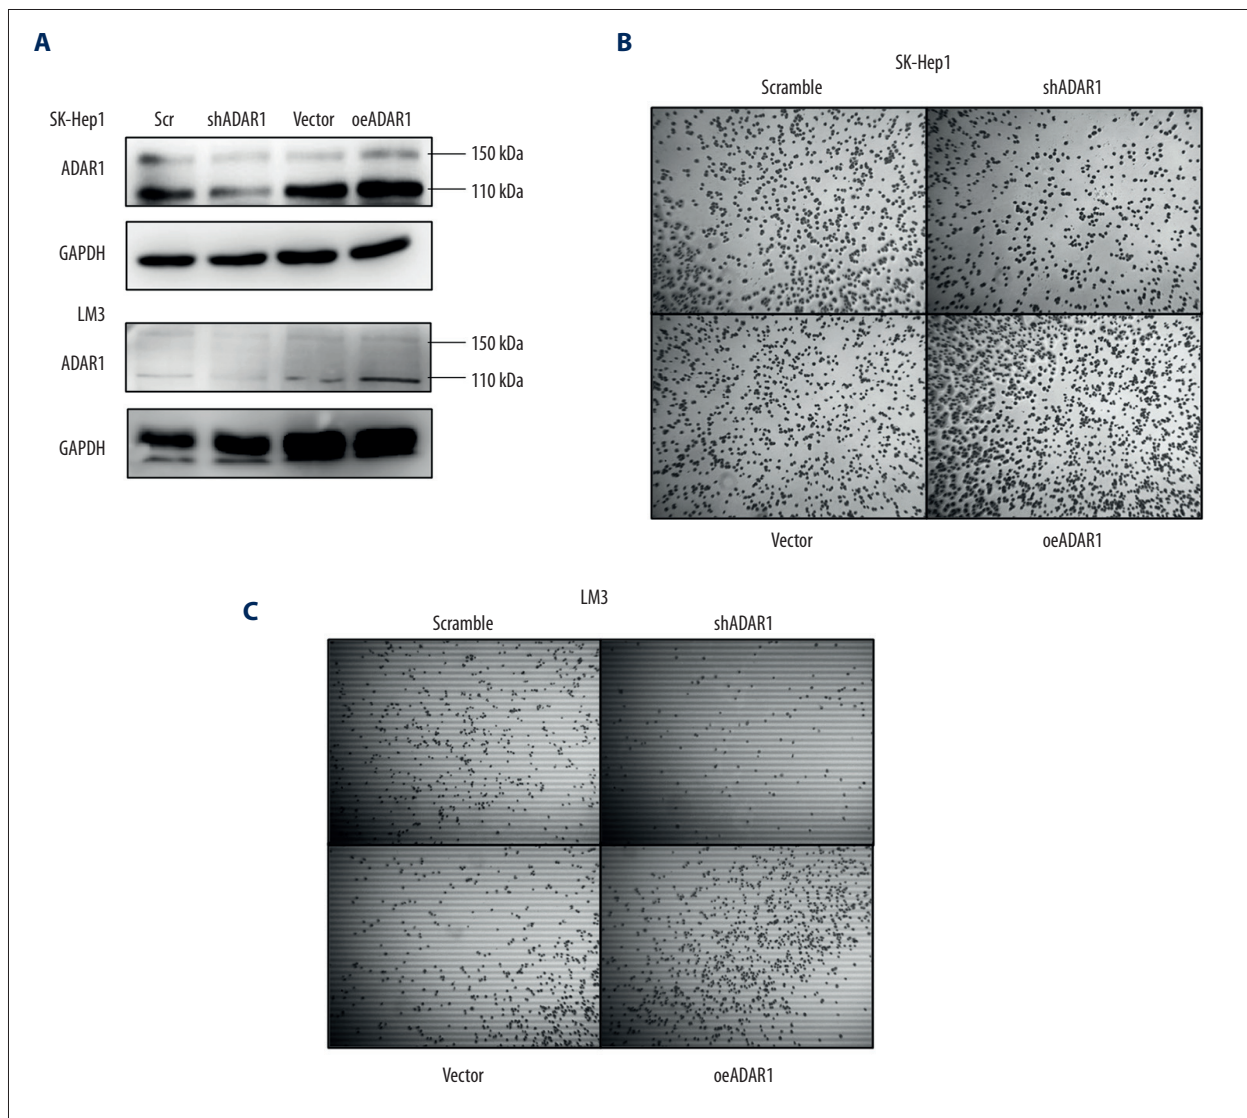 A
SK-Hep1 Scr shADAR1 Vector oeADAR1
ADAR1
150 kDa
110 kDa
GAPDH
LM3
ADAR1
150 kDa
110 kDa
GAPDH
B
SK-Hep1
Scramble shADAR1
Vector oeADAR1
C
LM3
Scramble shADAR1
Vector oeADAR1